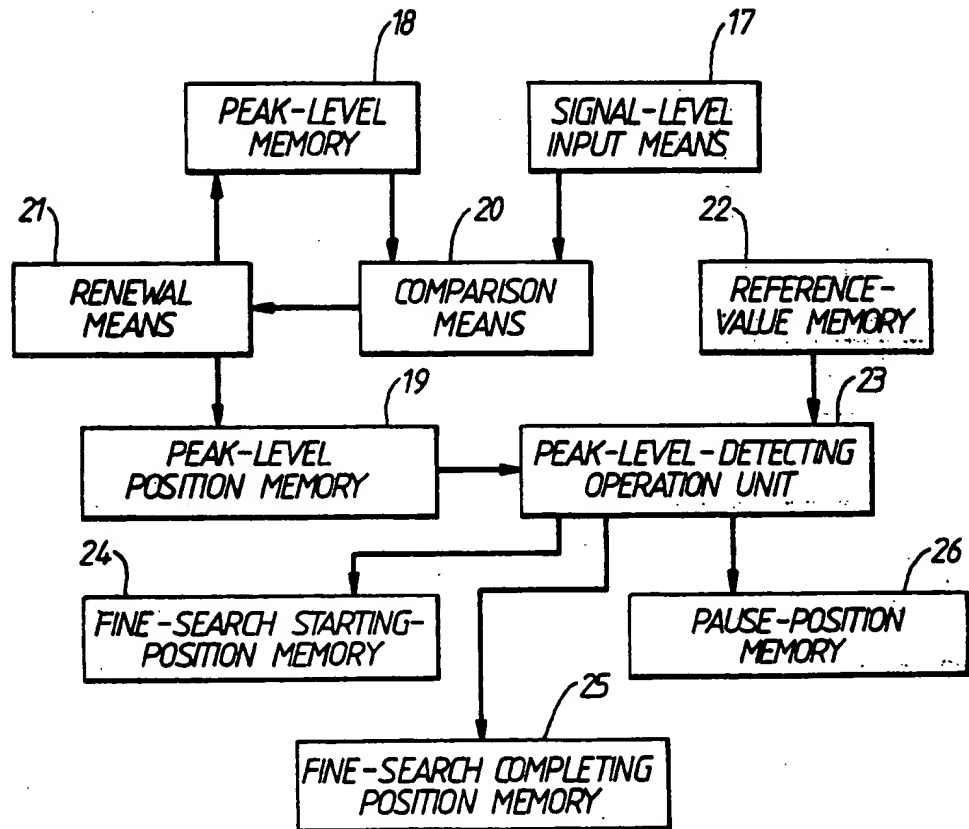 18
17
PEAK-LEVEL
MEMORY
SIGNAL-LEVEL
INPUT MEANS
21
20
22
RENEWAL
MEANS
COMPARISON
MEANS
REFERENCE-
VALUE MEMORY
19
23
PEAK-LEVEL
POSITION MEMORY
PEAK-LEVEL-DETECTING
OPERATION UNIT
24
26
FINE-SEARCH STARTING-
POSITION MEMORY
PAUSE-POSITION
MEMORY
25
FINE-SEARCH COMPLETING
POSITION MEMORY